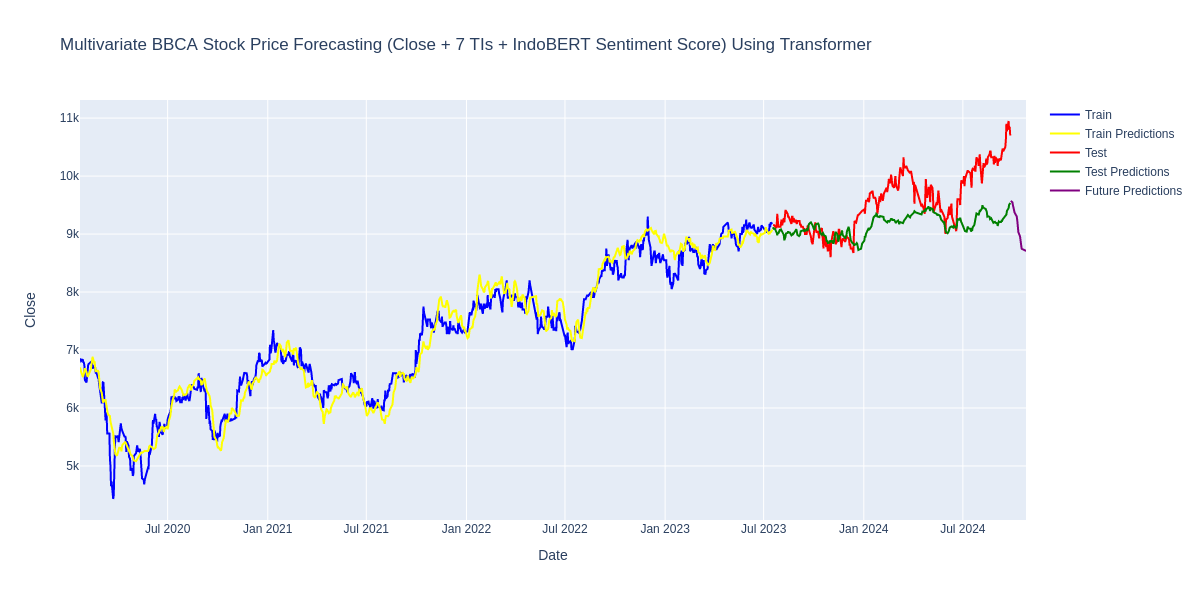 Multivariate BBCA Stock Price Forecasting (Close + 7 TIs + IndoBERT Sentiment Score) Using Transformer
11k
10k
9k
8k
7k
6k
5k
Close
Jul 2020
Jan 2021
Jul 2021
Jan 2022
Jul 2022
Jan 2023
Jul 2023
Jan 2024
Jul 2024
Date
Train
Train Predictions
Test
Test Predictions
Future Predictions